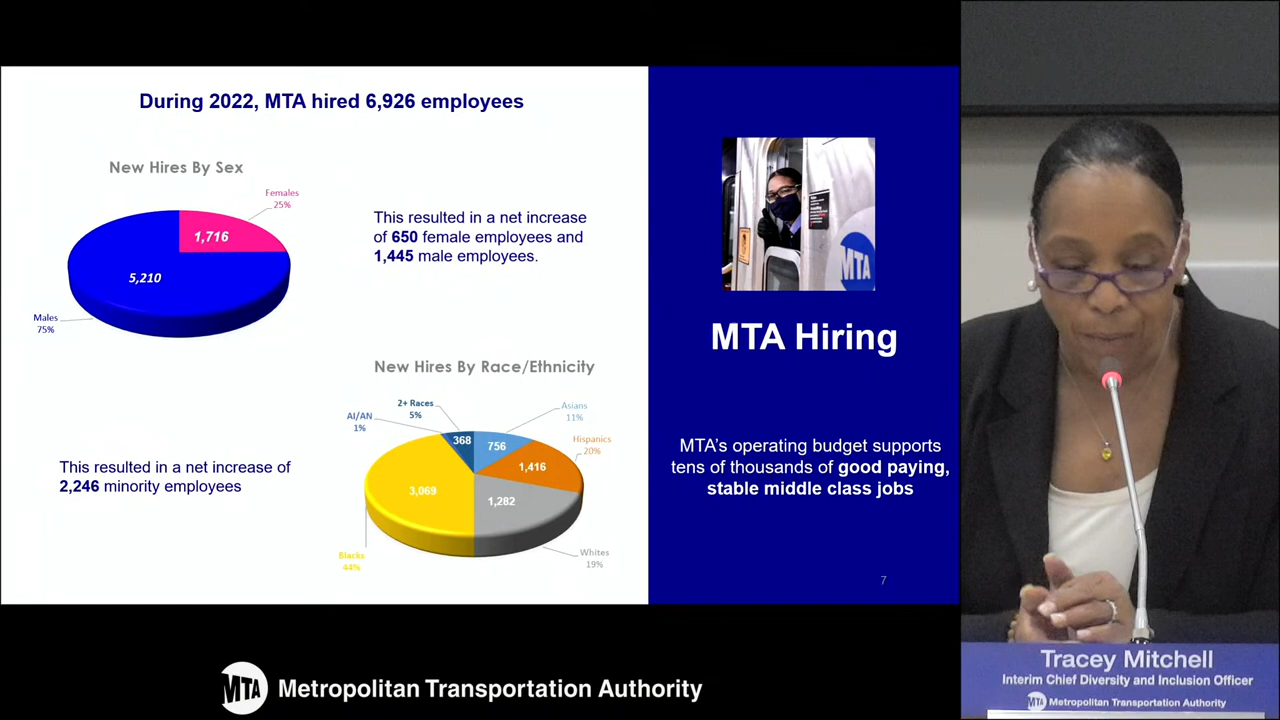 During 2022, MTA hired 6,926 employees
New Hires By Sex
Females
25%
1,716
5,210
Males
75%
This resulted in a net increase
of 650 female employees and
1,445 male employees.
New Hires By Race/Ethnicity
2+ Races
5%
AI/AN
1%
Asians
11%
Hispanics
20%
368
756
1,416
3,069
1,282
Blacks
44%
Whites
19%
This resulted in a net increase of
2,246 minority employees
MTA
MTA Hiring
MTA's operating budget supports
tens of thousands of good paying,
stable middle class jobs
7
MTA Metropolitan Transportation Authority
Tracey Mitchell
Interim Chief Diversity and Inclusion Officer
MTA Metropolitan Transportation Authority